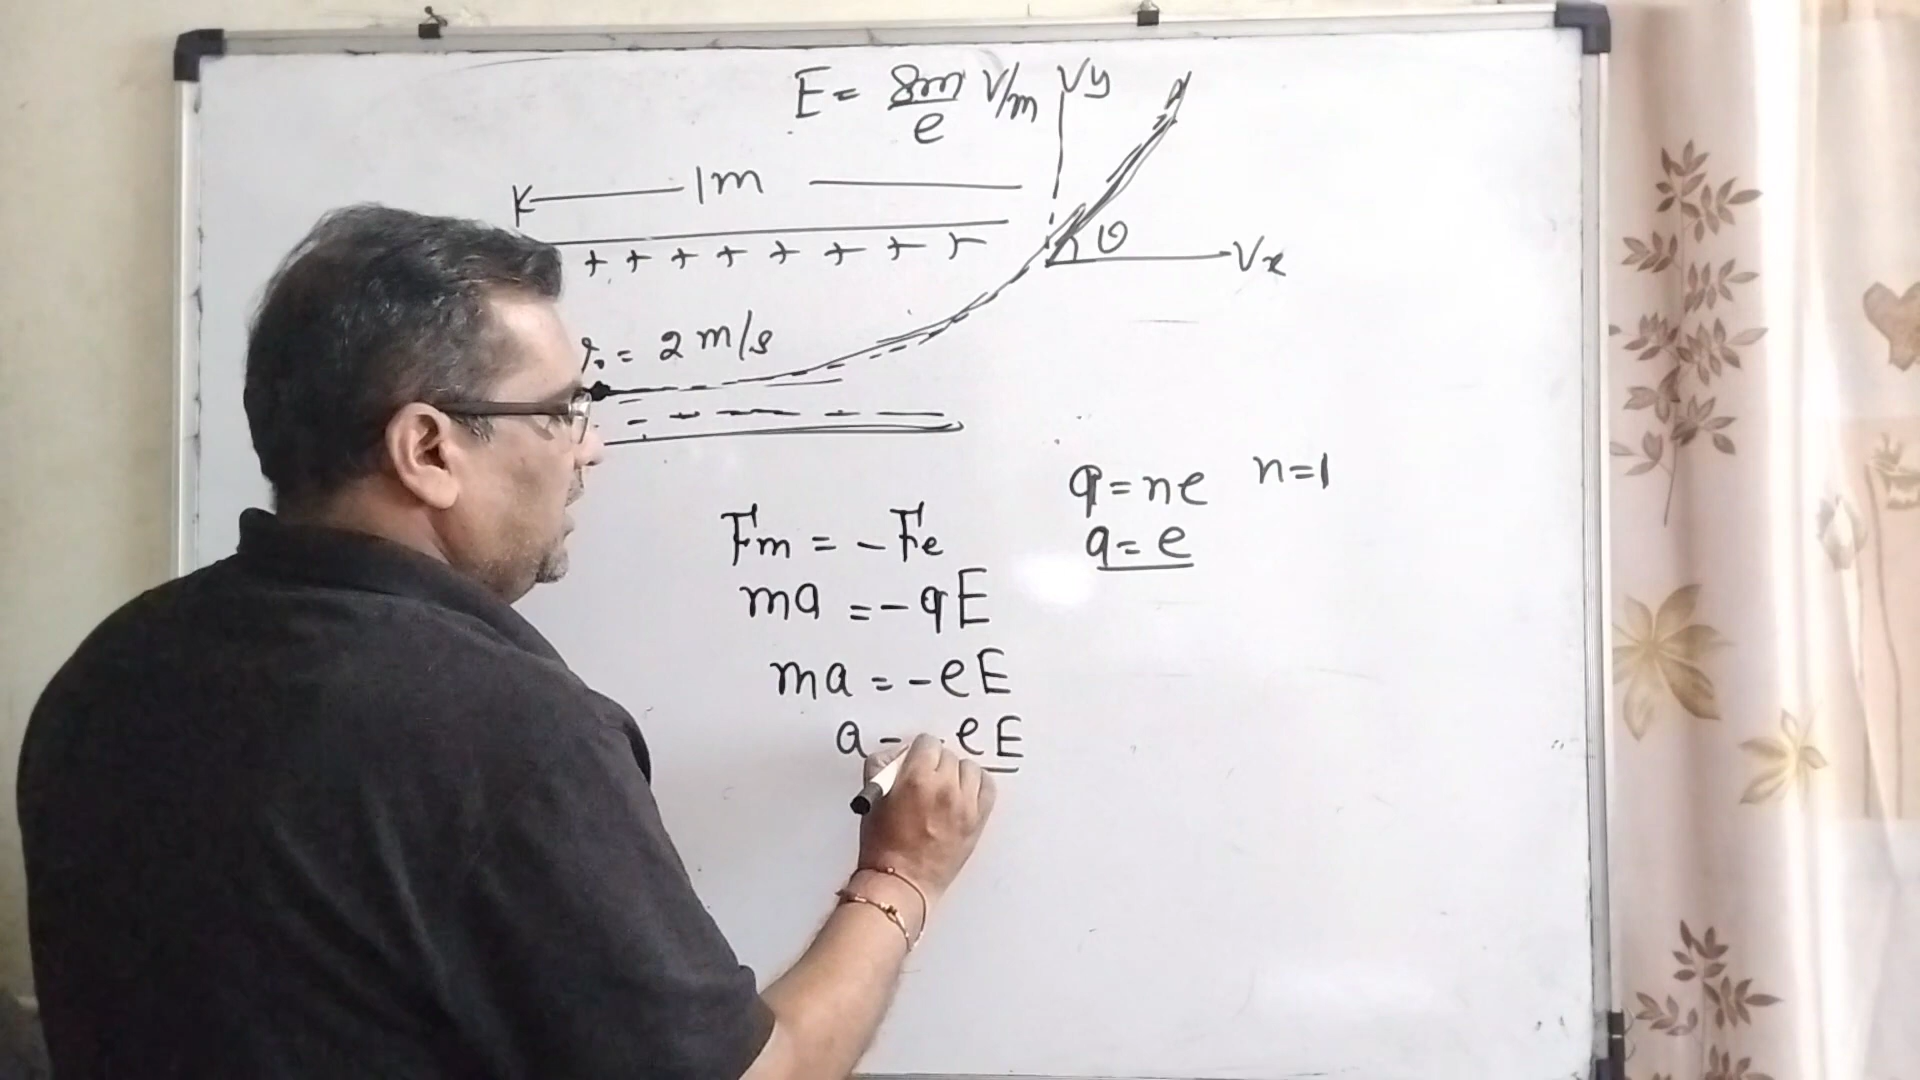 E = 8m/e V/m
Vy
1m
+ + + + + + + +
θ
Vx
= 2 m/s
- - - - -
q = ne n=1
q = e
Fm = -Fe
ma = -qE
ma = -eE
a = -eE